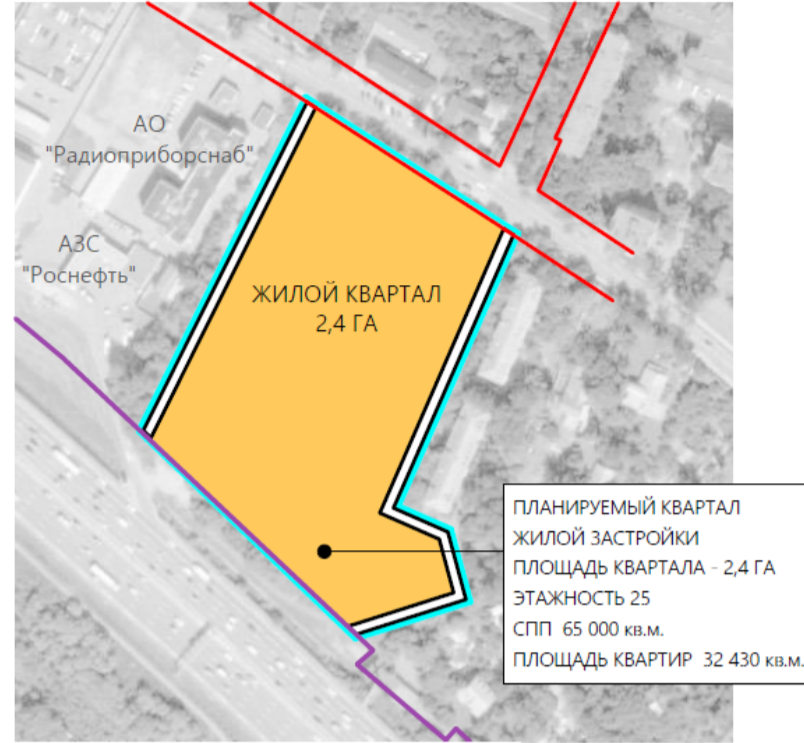 АО
"Радиоприборснаб"
АЗС
"Роснефть"
ЖИЛОЙ КВАРТАЛ
2,4 ГА
ПЛАНИРУЕМЫЙ КВАРТАЛ
ЖИЛОЙ ЗАСТРОЙКИ
ПЛОЩАДЬ КВАРТАЛА - 2,4 ГА
ЭТАЖНОСТЬ 25
СПП 65 000 кв.м.
ПЛОЩАДЬ КВАРТИР 32 430 кв.м.